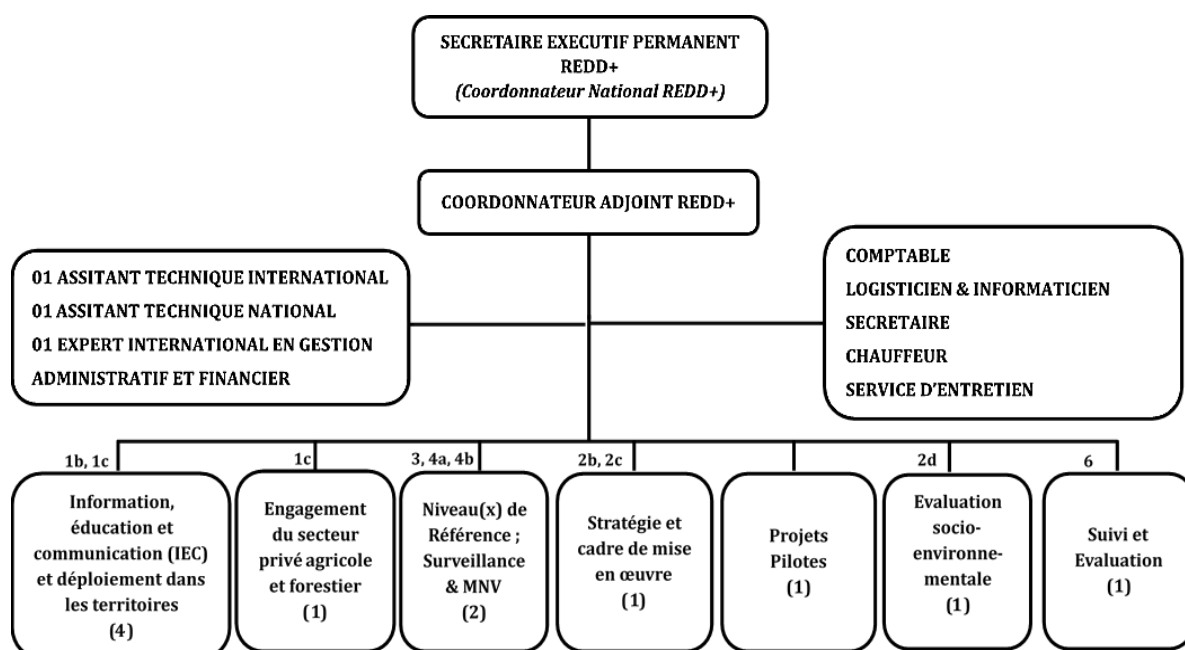 SECRETAIRE EXECUTIF PERMANENT
REDD+
(Coordonnateur National REDD+)
COORDONNATEUR ADJOINT REDD+
01 ASSITANT TECHNIQUE INTERNATIONAL
01 ASSITANT TECHNIQUE NATIONAL
01 EXPERT INTERNATIONAL EN GESTION
ADMINISTRATIF ET FINANCIER
COMPTABLE
LOGISTICIEN & INFORMATICIEN
SECRETAIRE
CHAUFFEUR
SERVICE D'ENTRETIEN
1b, 1c
Information,
éducation et
communication (IEC)
et déploiement dans
les territoires
(4)
1c
Engagement
du secteur
privé agricole
et forestier
(1)
3, 4a, 4b
Niveau(x) de
Référence ;
Surveillance
& MNV
(2)
2b, 2c
Stratégie et
cadre de mise
en œuvre
(1)
Projets
Pilotes
(1)
2d
Evaluation
socio-
environne-
mentale
(1)
6
Suivi et
Evaluation
(1)